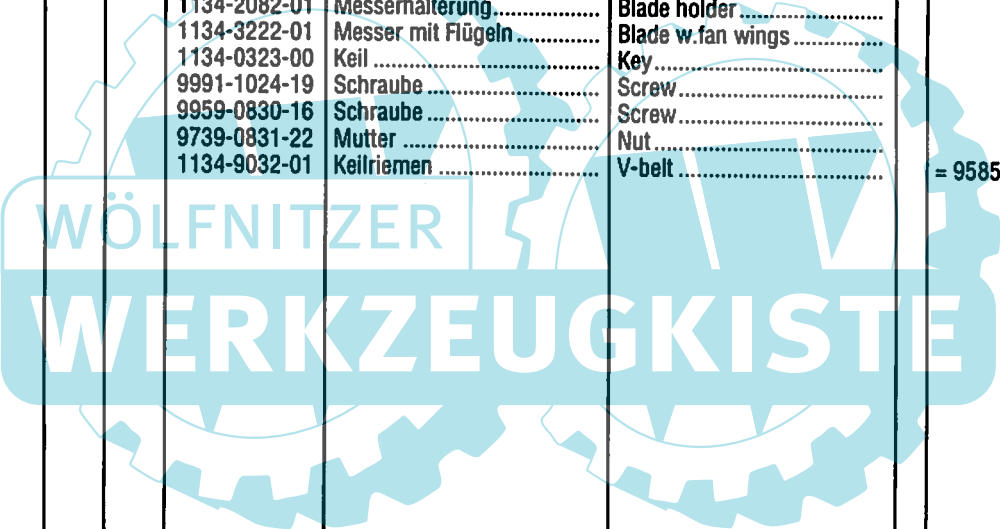 1134-2082-01 Messerhalterung................ Blade holder......................
1134-3222-01 Messer mit Flügeln............. Blade w.fan wings..............
1134-0323-00 Keil.................................... Key....................................
9991-1024-19 Schraube........................... Screw................................
9959-0830-16 Schraube........................... Screw................................
9739-0831-22 Mutter................................ Nut.....................................
1134-9032-01 Keilriemen......................... V-belt................................ = 9585
WÖLFNITZER
WERKZEUGKISTE